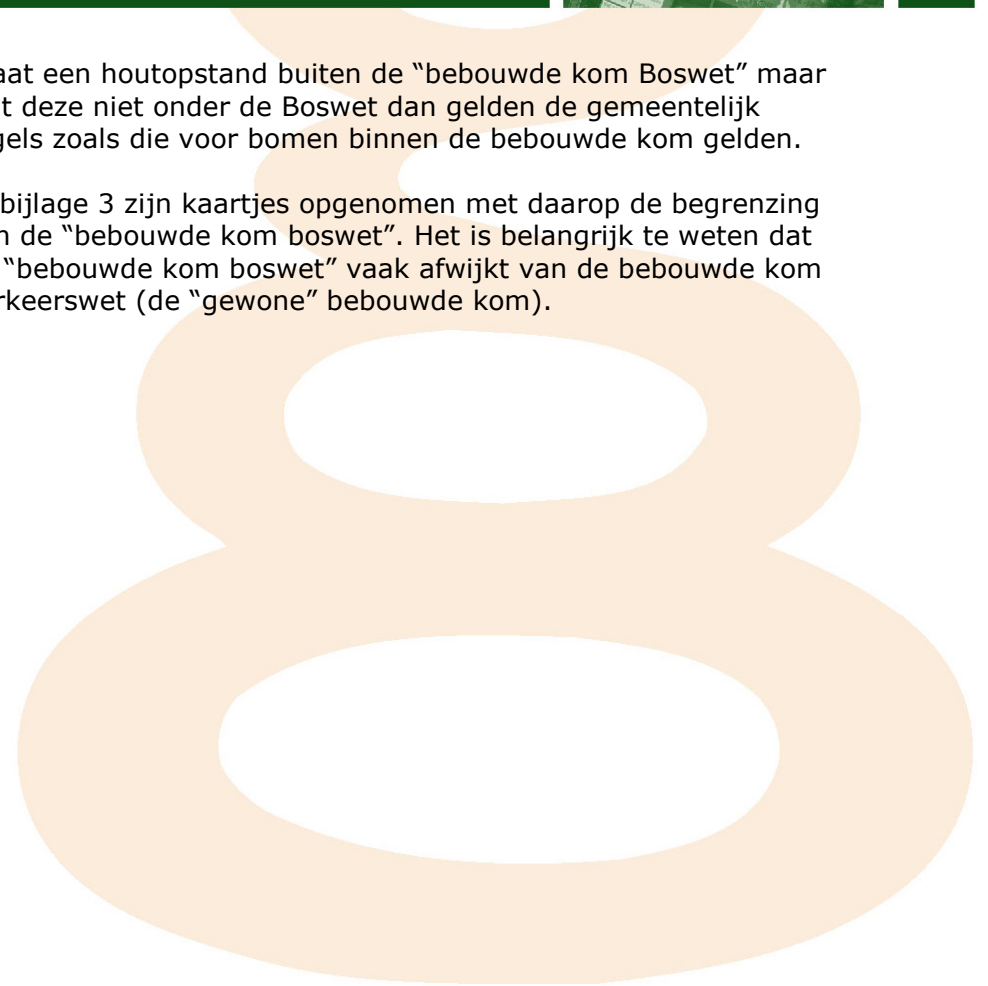 aat een houtopstand buiten de “bebouwde kom Boswet” maar
t deze niet onder de Boswet dan gelden de gemeentelijk
gels zoals die voor bomen binnen de bebouwde kom gelden.
bijlage 3 zijn kaartjes opgenomen met daarop de begrenzing
n de “bebouwde kom boswet”. Het is belangrijk te weten dat
“bebouwde kom boswet” vaak afwijkt van de bebouwde kom
rkeerswet (de “gewone” bebouwde kom).